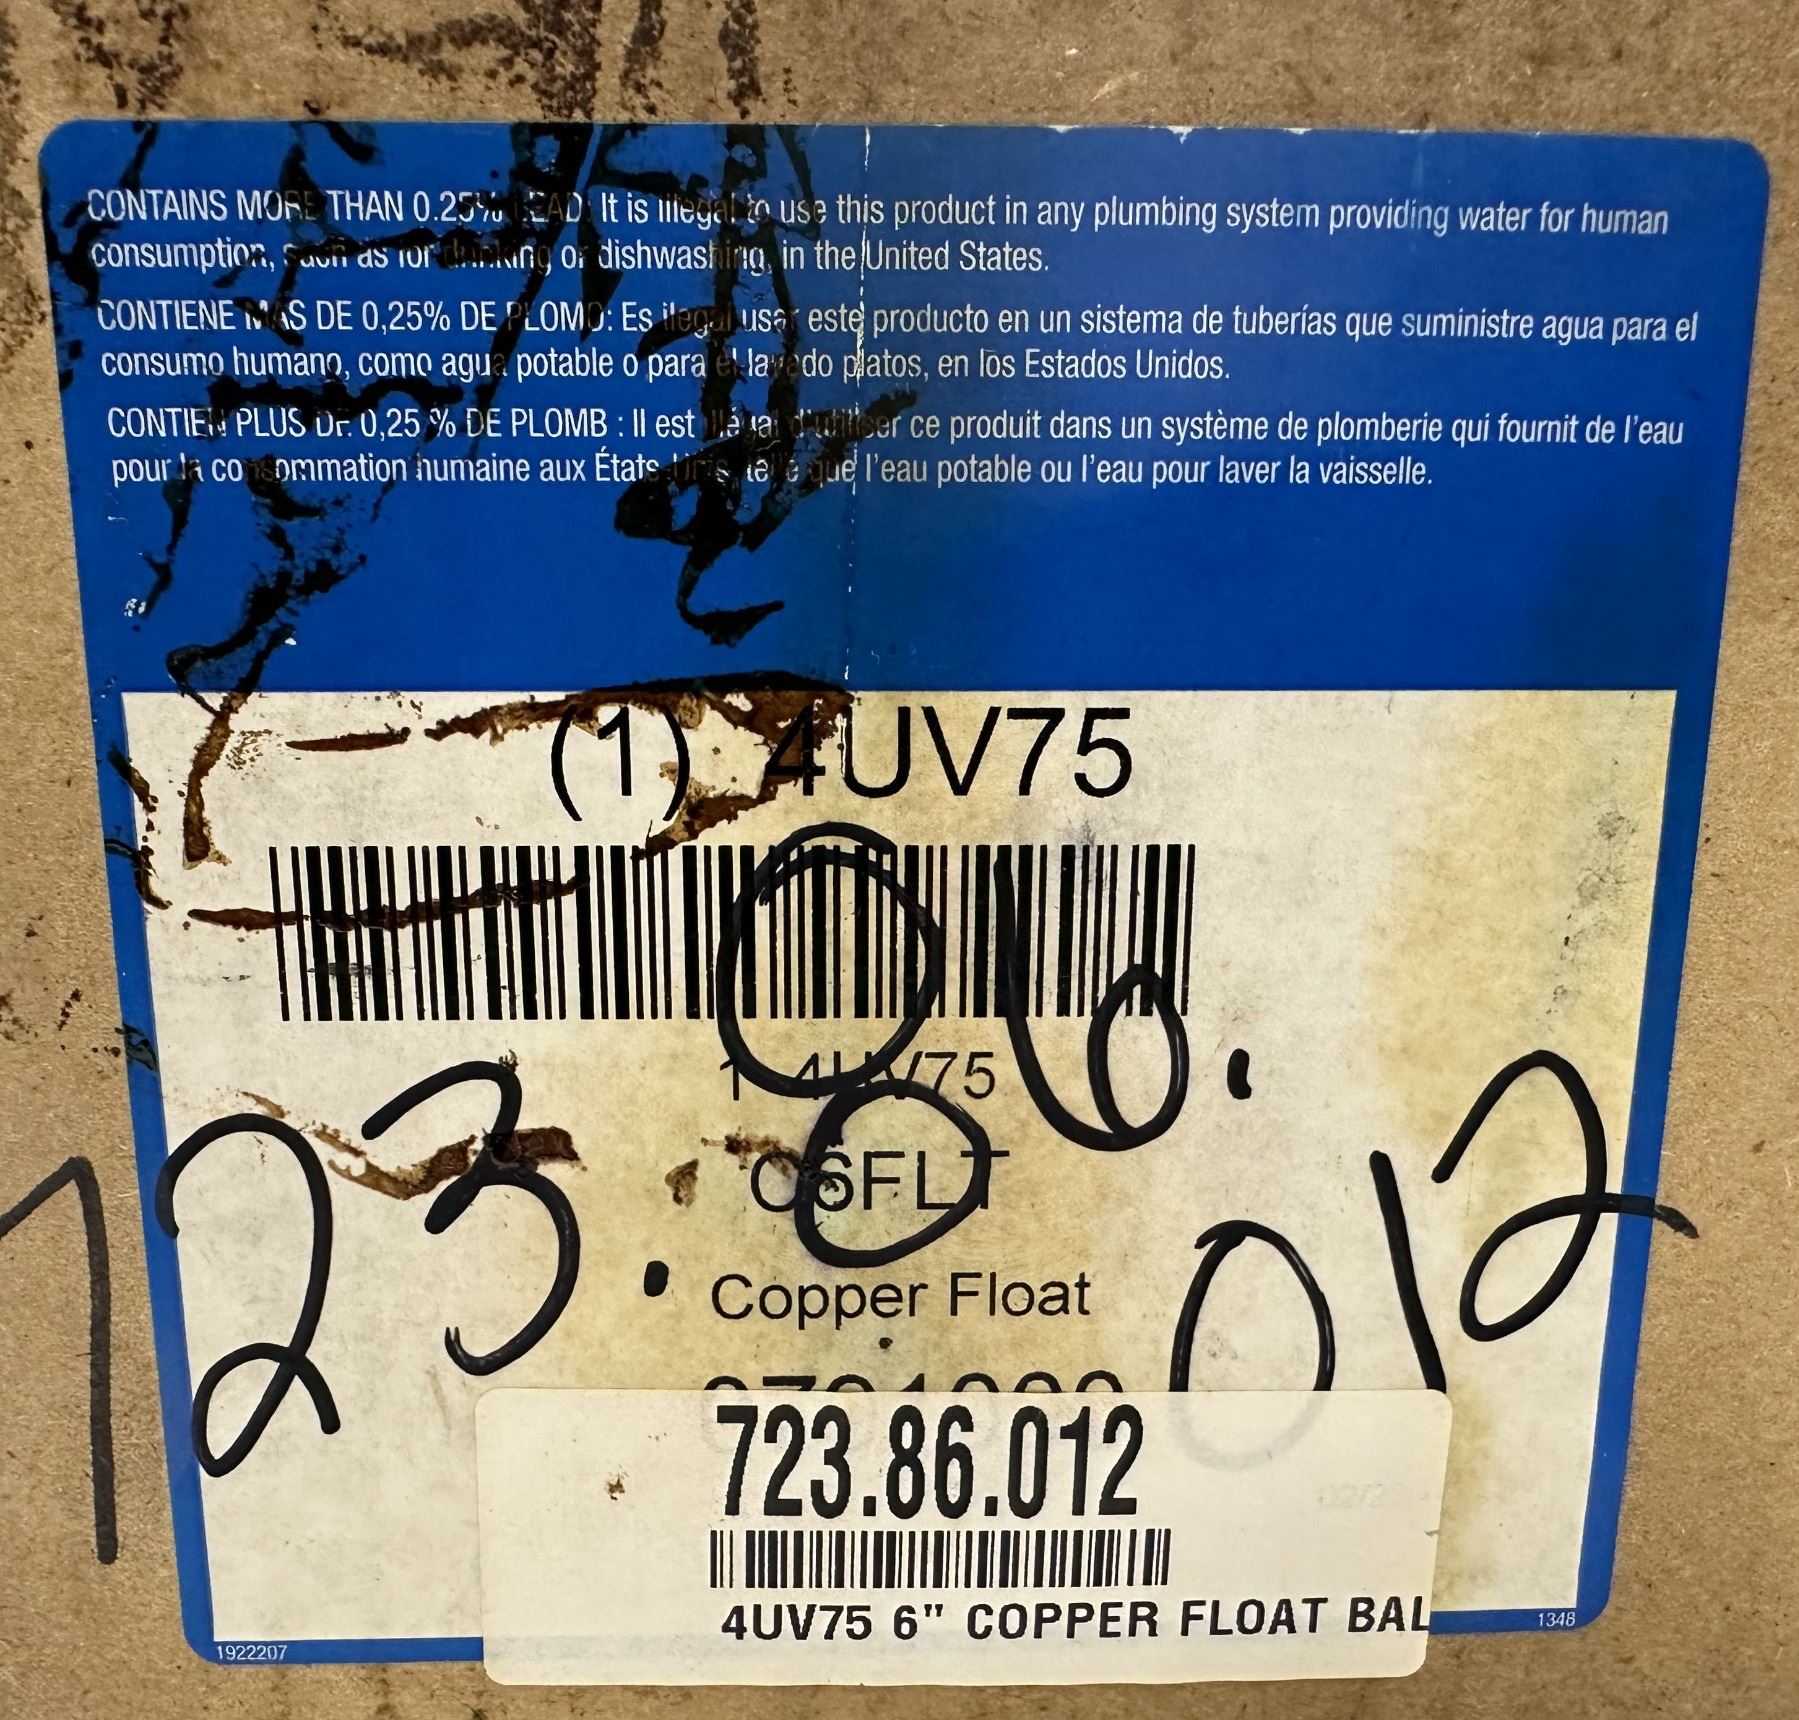 CONTAINS MORE THAN 0.25% LEAD: It is illegal to use this product in any plumbing system providing water for human
consumption, such as for drinking or dishwashing, in the United States.
CONTIENE MÁS DE 0,25% DE PLOMO: Es ilegal usar este producto en un sistema de tuberías que suministre agua para el
consumo humano, como agua potable o para el lavado platos, en los Estados Unidos.
CONTIEN PLUS DE 0,25 % DE PLOMB : Il est illégal d'utiliser ce produit dans un système de plomberie qui fournit de l'eau
pour la consommation humaine aux États-Unis, telle que l'eau potable ou l'eau pour laver la vaisselle.
(1) 4UV75
1 4UV75
C6FLT
Copper Float
723.86.012
723.86.012
4UV75 6" COPPER FLOAT BAL
1922207
1346